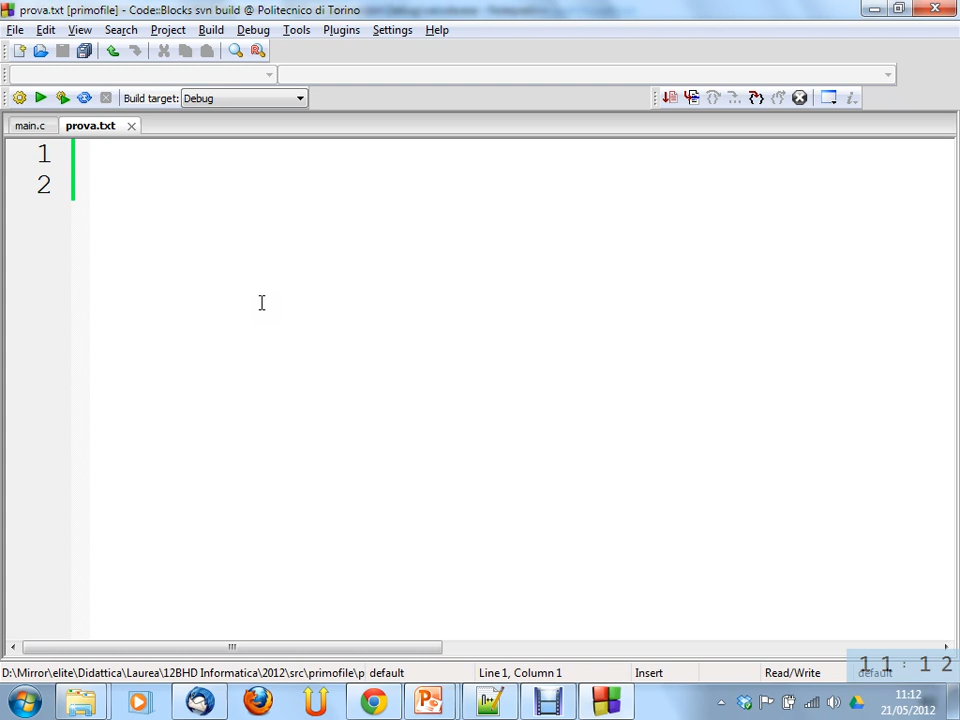 prova.txt [primofile] - Code::Blocks svn build @ Politecnico di Torino
File Edit View Search Project Build Debug Tools Plugins Settings Help
Build target: Debug
main.c prova.txt
1
2
D:\Mirror\elite\Didattica\Laurea\12BHD Informatica\2012\src\primofile\p default Line 1, Column 1 Insert Read/Write default
11:12
11:12
21/05/2012